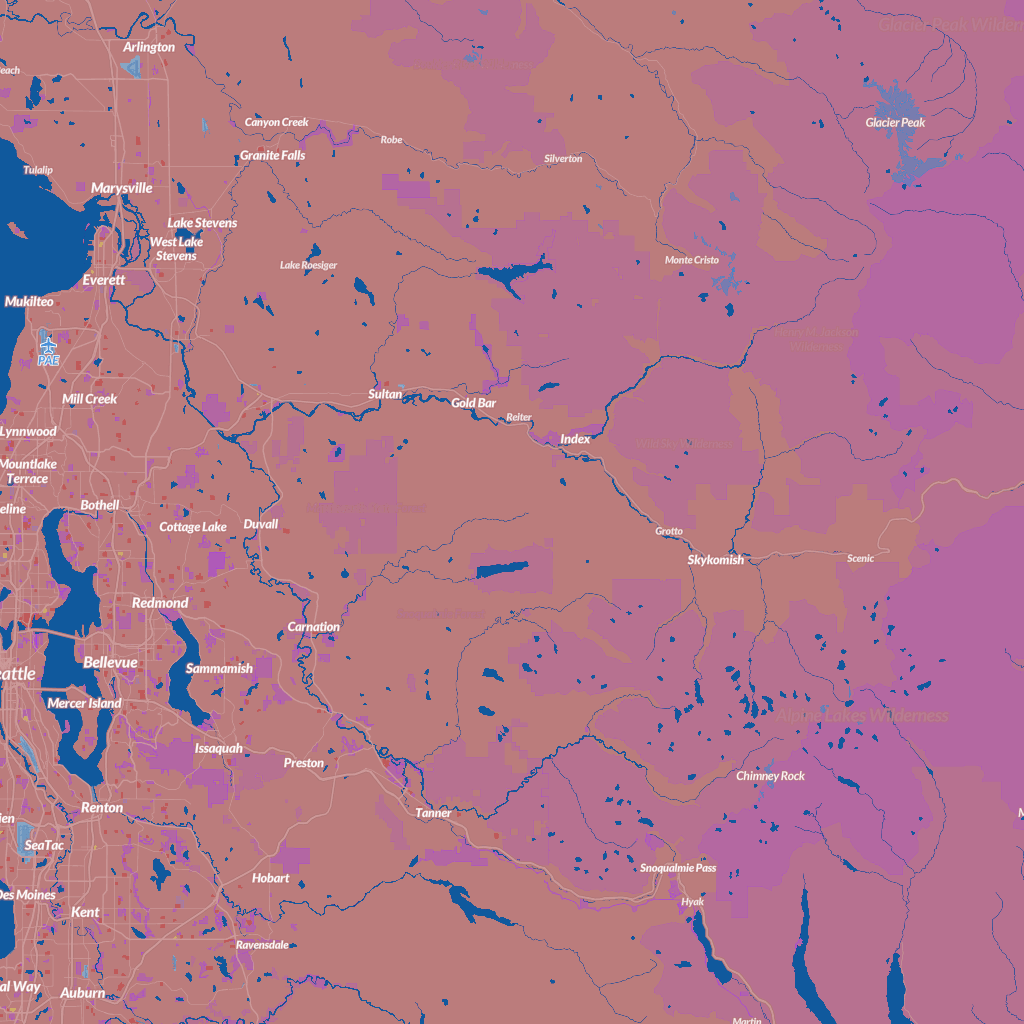 Glacier Peak Wildern
Arlington
each
Canyon Creek
Glacier Peak
Robe
Granite Falls
Silverton
Tulalip
Marysville
Lake Stevens
West Lake
Stevens
Monte Cristo
Lake Roesiger
Everett
Mukilteo
Henry M. Jackson
Wilderness
PAE
Sultan
Mill Creek
Gold Bar
Reiter
Lynnwood
Index
Wild Sky Wilderness
Mountlake
Terrace
Bothell
eline
Cottage Lake
Duvall
Grotto
Skykomish
Scenic
Redmond
Carnation
Bellevue
Sammamish
eattle
Mercer Island
Alpine Lakes Wilderness
Issaquah
Preston
Chimney Rock
Renton
Tanner
M
ien
SeaTac
Snoqualmie Pass
Hobart
Des Moines
Hyak
Kent
Ravensdale
al Way
Auburn
Martin